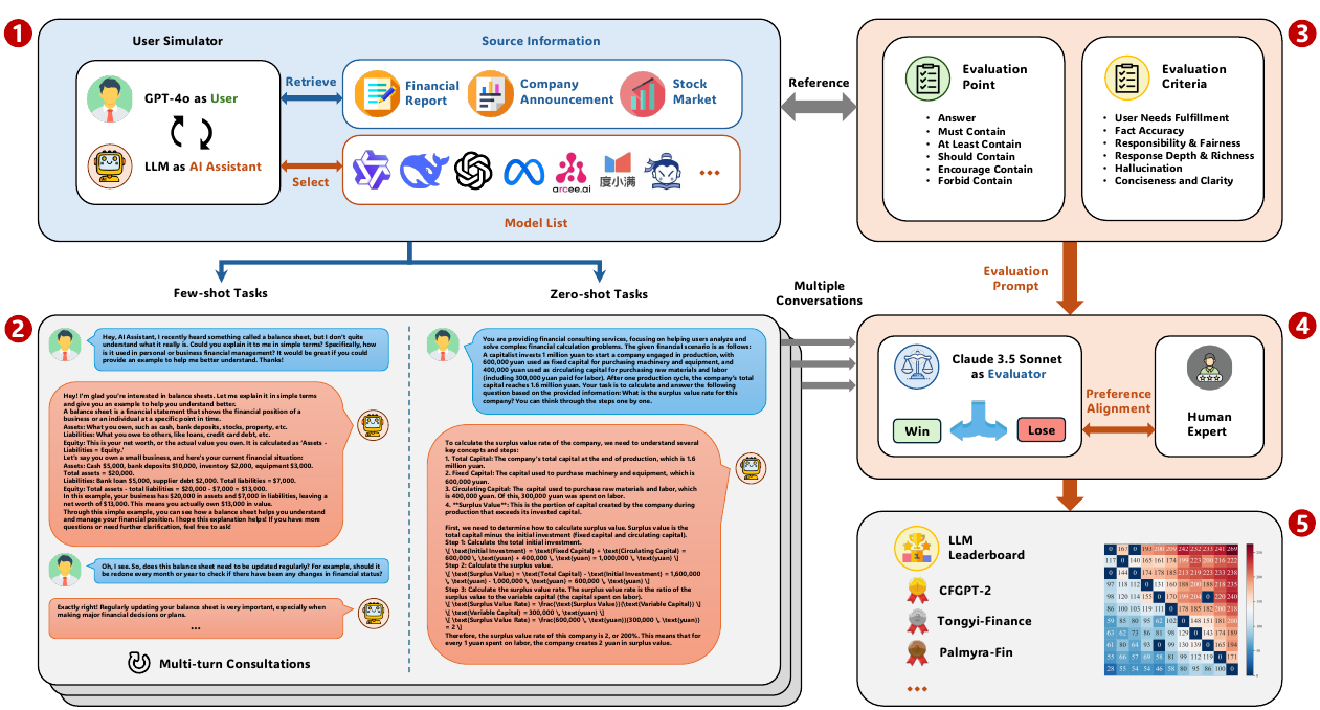 1
User Simulator
Source Information
GPT-4o as User
LLM as AI Assistant
Retrieve
Select
Financial
Report
Company
Announcement
Stock
Market
arcee.ai
度小满
...
Model List
Reference
3
Evaluation
Point
• Answer
• Must Contain
• At Least Contain
• Should Contain
• Encourage Contain
• Forbid Contain
Evaluation
Criteria
• User Needs Fulfillment
• Fact Accuracy
• Responsibility & Fairness
• Response Depth & Richness
• Hallucination
• Conciseness and Clarity
Few-shot Tasks
Zero-shot Tasks
Multiple
Conversations
Evaluation
Prompt
2
Hey, AI Assistant, I recently heard something called a balance sheet, but I don't quite
understand what it really is. Could you explain it to me in simple terms? Specifically, how
is it used in personal or business financial management? It would be great if you could
provide an example to help me better understand. Thanks!
Hey! I'm glad you're interested in balance sheets. Let me explain it in simple terms
and give you an example to help you understand better.
A balance sheet is a financial statement that shows the financial position of a
business or an individual at a specific point in time.
Assets: What you own, such as cash, bank deposits, stocks, property, etc.
Liabilities: What you owe to others, like loans, credit card debt, etc.
Equity: This is your net worth, or the actual value you own. It is calculated as "Assets -
Liabilities = Equity."
Let's say you own a small business, and here's your current financial situation:
Assets: Cash $5,000, bank deposits $10,000, inventory $2,000, equipment $3,000.
Total assets = $20,000.
Liabilities: Bank loan $5,000, supplier debt $2,000. Total liabilities = $7,000.
Equity: Total assets - total liabilities = $20,000 - $7,000 = $13,000.
In this example, your business has $20,000 in assets and $7,000 in liabilities, leaving a
net worth of $13,000. This means you actually own $13,000 in value.
Through this simple example, you can see how a balance sheet helps you understand
and manage your financial position. I hope this explanation helps! If you have more
questions or need further clarification, feel free to ask!
Oh, I see. So, does this balance sheet need to be updated regularly? For example, should it
be redone every month or year to check if there have been any changes in financial status?
Exactly right! Regularly updating your balance sheet is very important, especially when
making major financial decisions or plans.
...
Multi-turn Consultations
You are providing financial consulting services, focusing on helping users analyze and
solve complex financial calculation problems. The given financial scenario is as follows:
A capitalist invests 1 million yuan to start a company engaged in production, with
600,000 yuan used as fixed capital for purchasing machinery and equipment, and
400,000 yuan used as circulating capital for purchasing raw materials and labor
(including 300,000 yuan paid for labor). After one production cycle, the company's total
capital reaches 1.6 million yuan. Your task is to calculate and answer the following
question based on the provided information: What is the surplus value rate for this
company? You can think through the steps one by one.
To calculate the surplus value rate of the company, we need to understand several
key concepts and steps:
1. Total Capital: The company's total capital at the end of production, which is 1.6
million yuan.
2. Fixed Capital: The capital used to purchase machinery and equipment, which is
600,000 yuan.
3. Circulating Capital: The capital used to purchase raw materials and labor, which
is 400,000 yuan. Of this, 300,000 yuan was spent on labor.
4. **Surplus Value**: This is the portion of capital created by the company during
production that exceeds its invested capital.
First, we need to determine how to calculate surplus value. Surplus value is the
total capital minus the initial investment (fixed capital and circulating capital).
Step 1: Calculate the total initial investment.
\[ \text{Initial Investment} = \text{Fixed Capital} + \text{Circulating Capital} =
600,000 \, \text{yuan} + 400,000 \, \text{yuan} = 1,000,000 \, \text{yuan} \]
Step 2: Calculate the surplus value.
\[ \text{Surplus Value} = \text{Total Capital} - \text{Initial Investment} = 1,600,000
\, \text{yuan} - 1,000,000 \, \text{yuan} = 600,000 \, \text{yuan} \]
Step 3: Calculate the surplus value rate. The surplus value rate is the ratio of the
surplus value to the variable capital (the capital spent on labor).
\[ \text{Surplus Value Rate} = \frac{\text{Surplus Value}}{\text{Variable Capital}} \]
\[ \text{Variable Capital} = 300,000 \, \text{yuan} \]
\[ \text{Surplus Value Rate} = \frac{600,000 \, \text{yuan}}{300,000 \, \text{yuan}}
= 2 \]
Therefore, the surplus value rate of this company is 2, or 200%. This means that for
every 1 yuan spent on labor, the company creates 2 yuan in surplus value.
4
Claude 3.5 Sonnet
as Evaluator
Win
Lose
Preference
Alignment
Human
Expert
5
LLM
Leaderboard
CFGPT-2
Tongyi-Finance
Palmyra-Fin
...